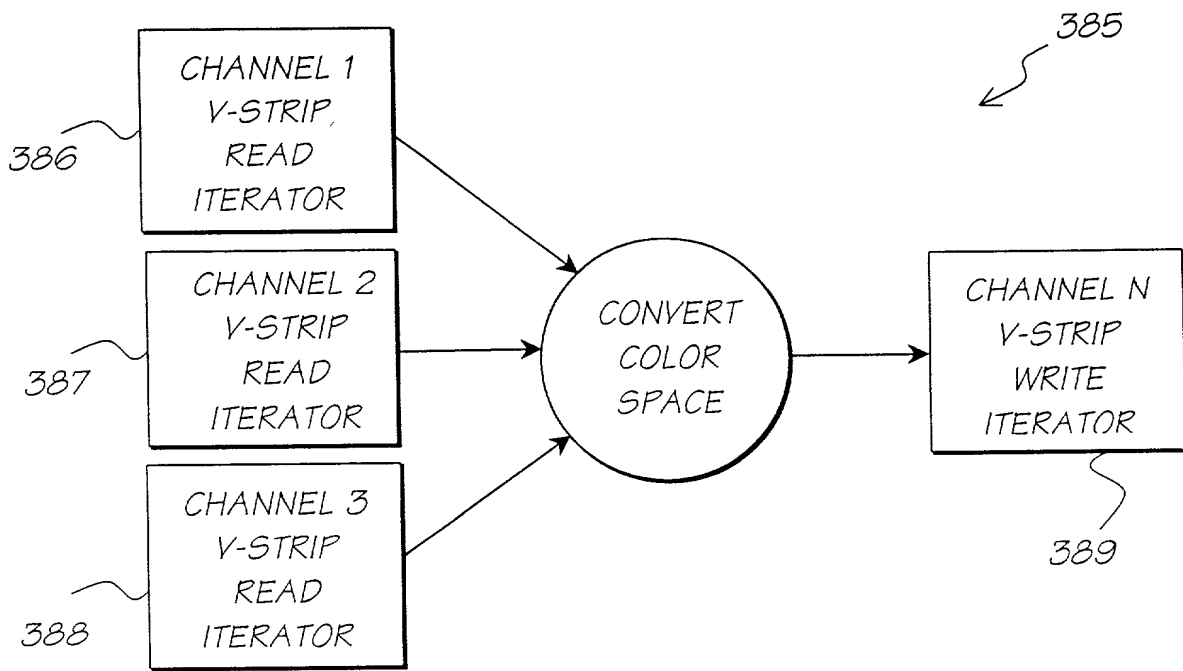 385
CHANNEL 1
V-STRIP
READ
ITERATOR
386
CHANNEL 2
V-STRIP
READ
ITERATOR
387
CHANNEL 3
V-STRIP
READ
ITERATOR
388
CONVERT
COLOR
SPACE
CHANNEL N
V-STRIP
WRITE
ITERATOR
389